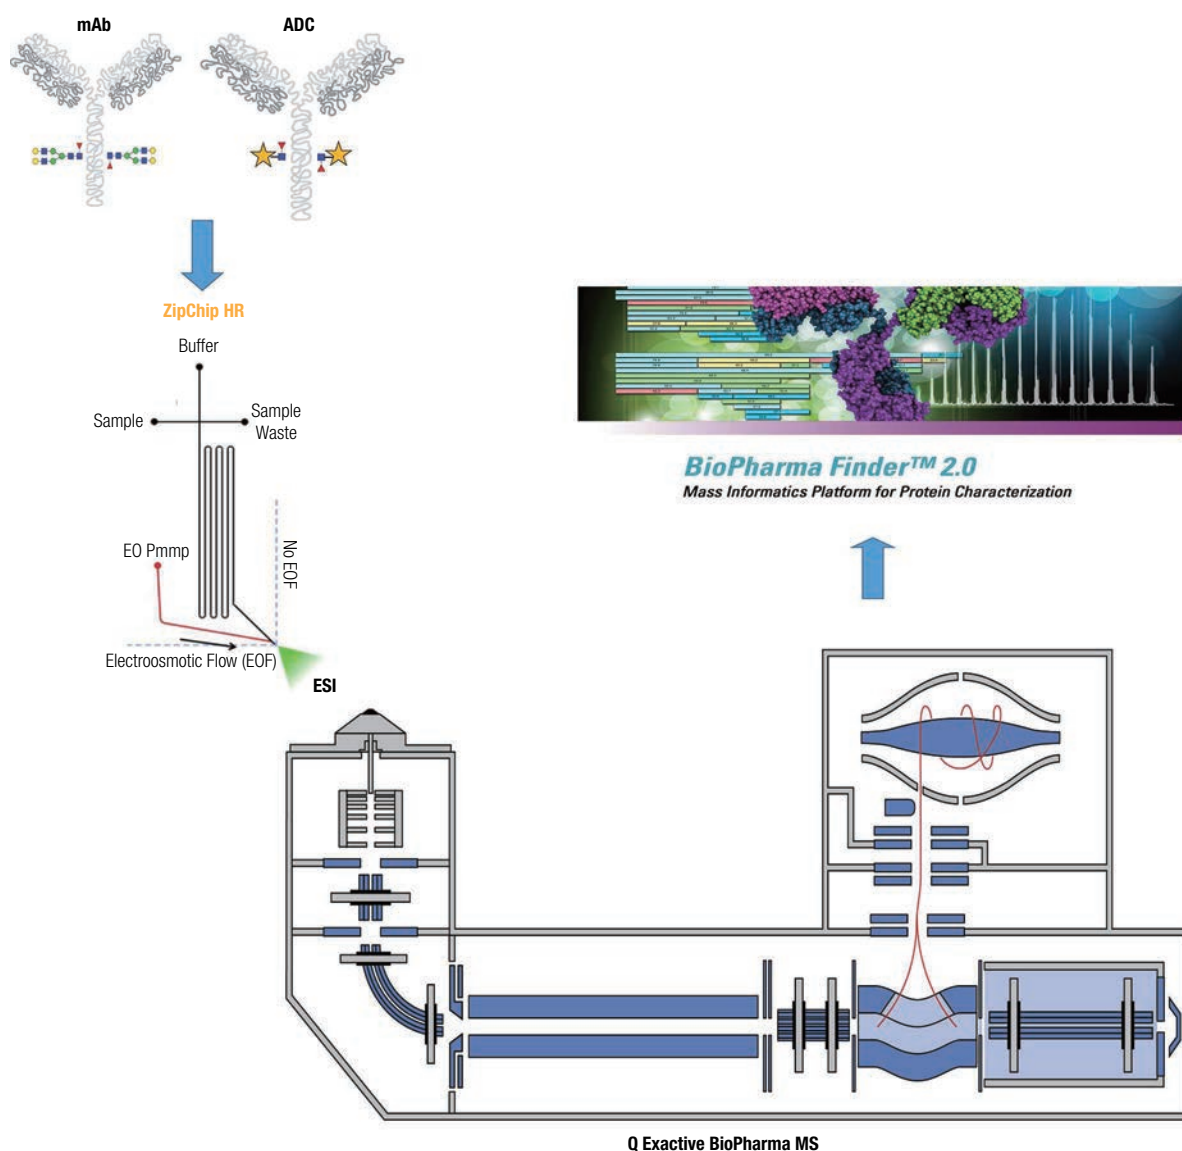 mAb
ADC
ZipChip HR
Buffer
Sample
Sample
Waste
EO Pmmp
No EOF
Electroosmotic Flow (EOF)
ESI
BioPharma Finder™ 2.0
Mass Informatics Platform for Protein Characterization
Q Exactive BioPharma MS